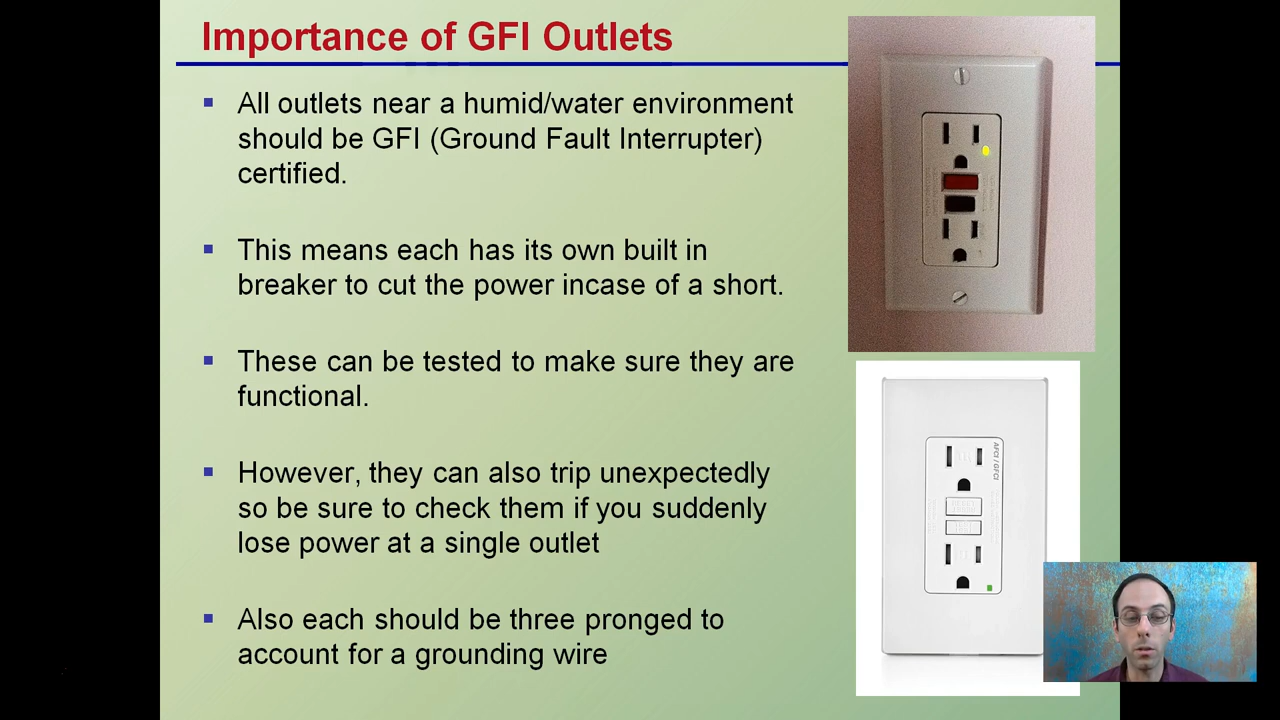 Importance of GFI Outlets
All outlets near a humid/water environment
should be GFI (Ground Fault Interrupter)
certified.
This means each has its own built in
breaker to cut the power incase of a short.
These can be tested to make sure they are
functional.
However, they can also trip unexpectedly
so be sure to check them if you suddenly
lose power at a single outlet
Also each should be three pronged to
account for a grounding wire
AFCI / GFCI